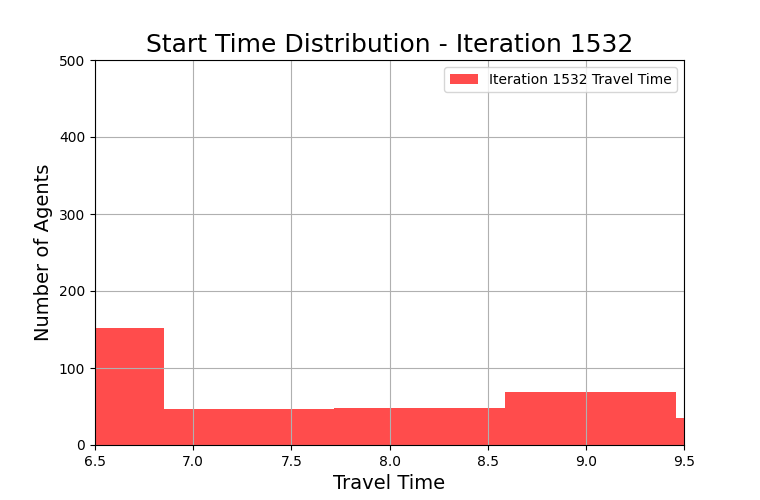 Start Time Distribution - Iteration 1532
Iteration 1532 Travel Time
Number of Agents
500
400
300
200
100
0
6.5 7.0 7.5 8.0 8.5 9.0 9.5
Travel Time